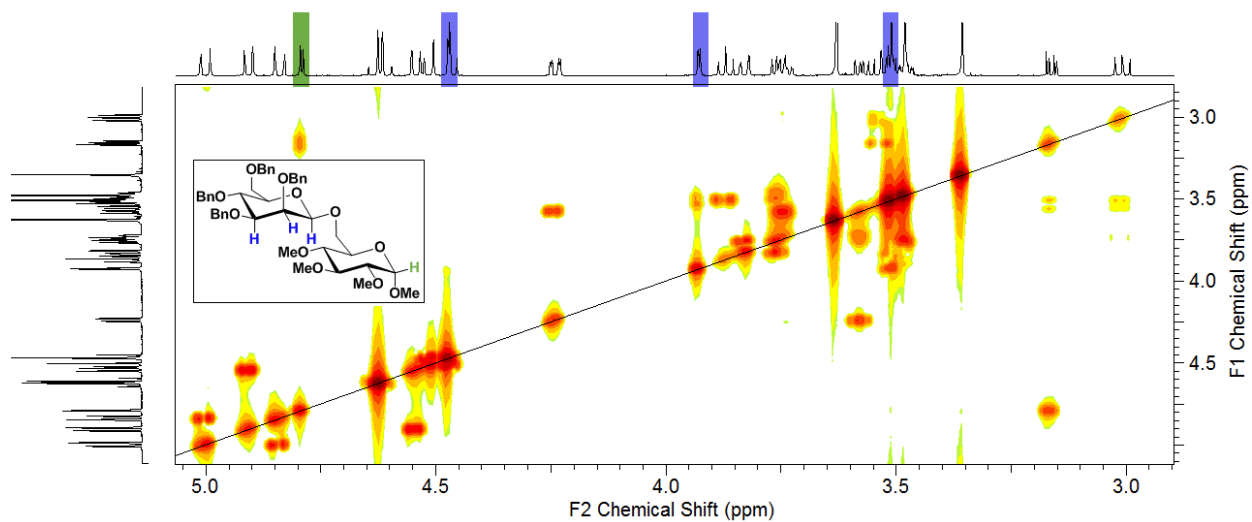 3.0
3.5
4.0
4.5
F1 Chemical Shift (ppm)
OBn
OBn
BnO
O
BnO
O
H
H
H
MeO
O
MeO
H
OMe
OMe
5.0
4.5
4.0
3.5
3.0
F2 Chemical Shift (ppm)